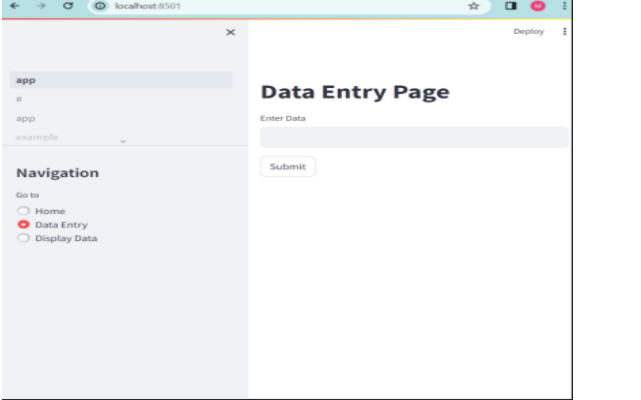 localhost:8501
M
Deploy
app
#
app
example
Navigation
Go to
Home
Data Entry
Display Data
Data Entry Page
Enter Data
Submit